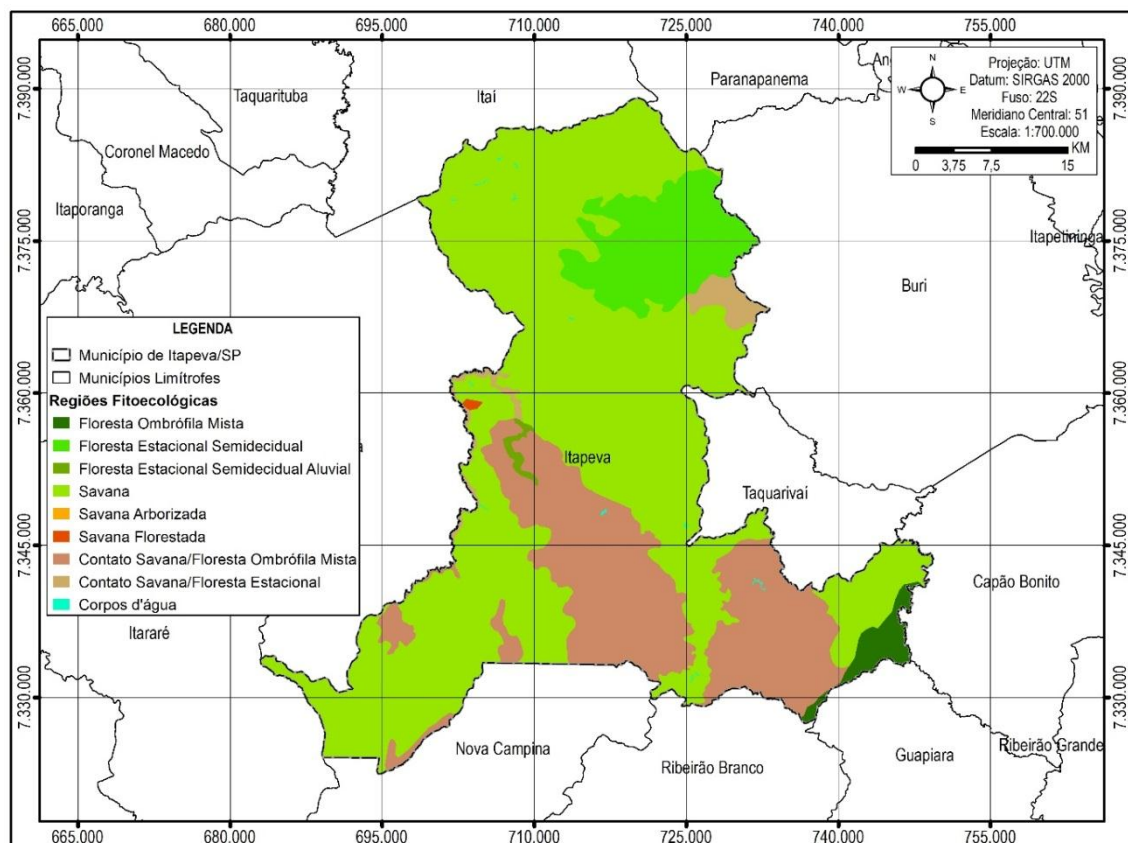 665.000 680.000 695.000 710.000 725.000 740.000 755.000
7.390.000
7.375.000
7.360.000
7.345.000
7.330.000
Taquarituba
Itaí
Paranapanema
Coronel Macedo
Itaporanga
Itapetininga
Buri
N
W E
S
Projeção: UTM
Datum: SIRGAS 2000
Fuso: 22S
Meridiano Central: 51
Escala: 1:700.000
KM
0 3,75 7,5 15
LEGENDA
Município de Itapeva/SP
Municípios Limítrofes
Regiões Fitoecológicas
Floresta Ombrófila Mista
Floresta Estacional Semidecidual
Floresta Estacional Semidecidual Aluvial
Savana
Savana Arborizada
Savana Florestada
Contato Savana/Floresta Ombrófila Mista
Contato Savana/Floresta Estacional
Corpos d'água
Itapeva
Taquarivaí
Capão Bonito
Itararé
Nova Campina
Ribeirão Branco
Guapiara
Ribeirão Grande
7.390.000
7.375.000
7.360.000
7.345.000
7.330.000
665.000 680.000 695.000 710.000 725.000 740.000 755.000